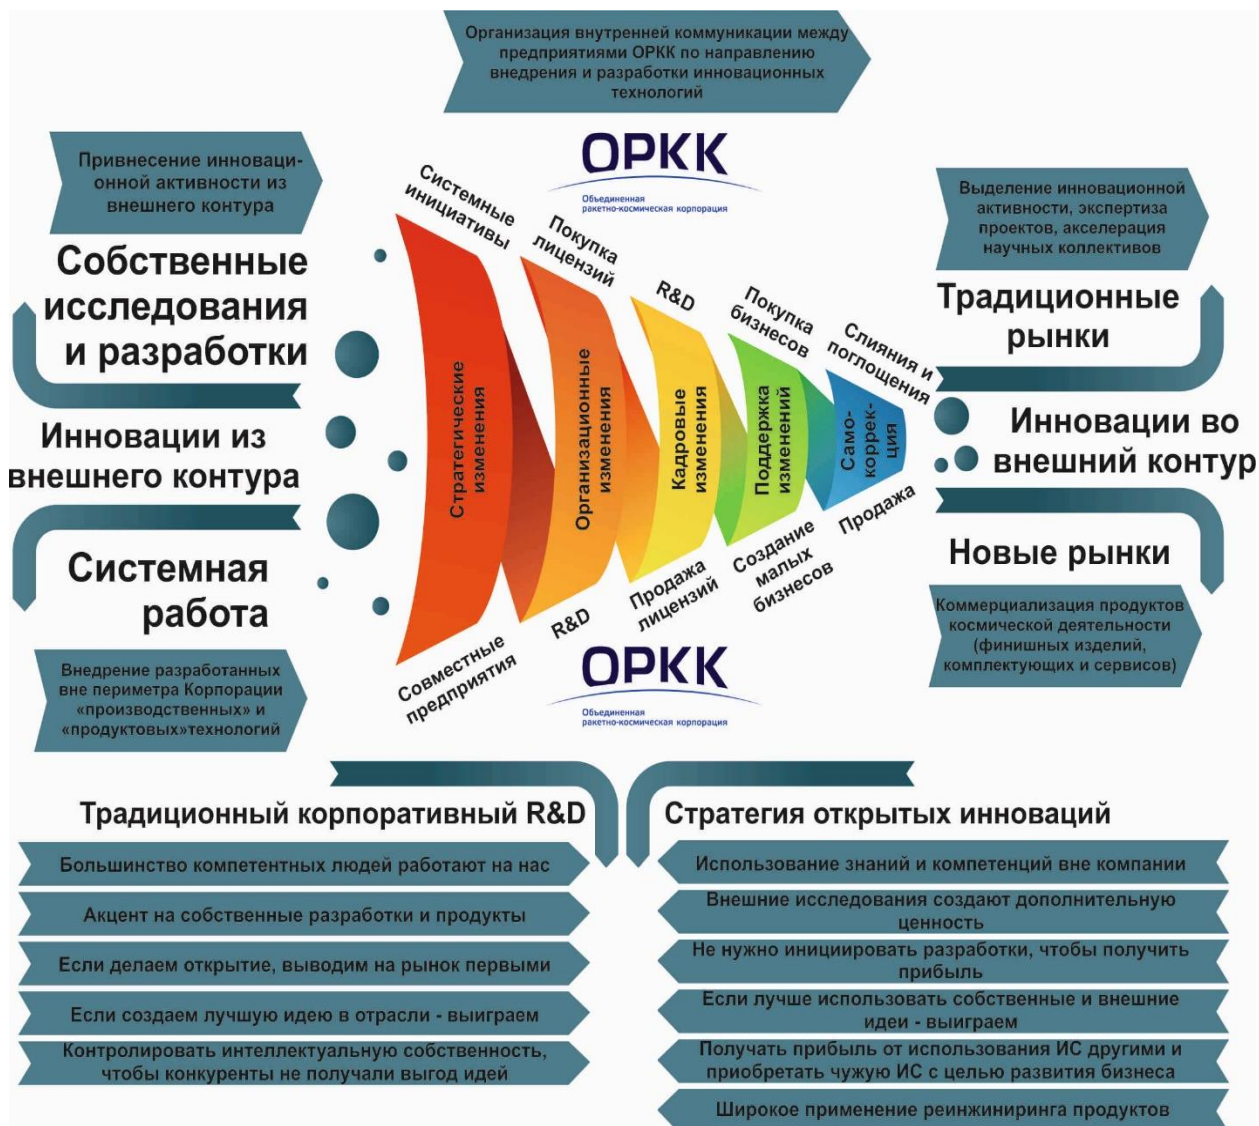 Организация внутренней коммуникации между
предприятиями ОРКК по направлению
внедрения и разработки инновационных
технологий
ОРКК
Объединенная
ракетно-космическая корпорация
Привнесение инноваци-
онной активности из
внешнего контура
Собственные
исследования
и разработки
Инновации из
внешнего контура
Системная
работа
Внедрение разработанных
вне периметра Корпорации
«производственных» и
«продуктовых»технологий
Системные
инициативы
Покупка
лицензий
R&D
Покупка
бизнесов
Слияния и
поглощения
Стратегические
изменения
Организационные
изменения
Кадровые
изменения
Поддержка
изменений
Само-
коррек-
ция
Совместные
предприятия
R&D
Продажа
лицензий
Создание
малых
бизнесов
Продажа
ОРКК
Объединенная
ракетно-космическая корпорация
Выделение инновационной
активности, экспертиза
проектов, акселерация
научных коллективов
Традиционные
рынки
Инновации во
внешний контур
Новые рынки
Коммерциализация продуктов
космической деятельности
(финишных изделий,
комплектующих и сервисов)
Традиционный корпоративный R&D
Большинство компетентных людей работают на нас
Акцент на собственные разработки и продукты
Если делаем открытие, выводим на рынок первыми
Если создаем лучшую идею в отрасли - выиграем
Контролировать интеллектуальную собственность,
чтобы конкуренты не получали выгод идей
Стратегия открытых инноваций
Использование знаний и компетенций вне компании
Внешние исследования создают дополнительную
ценность
Не нужно инициировать разработки, чтобы получить
прибыль
Если лучше использовать собственные и внешние
идеи - выиграем
Получать прибыль от использования ИС другими и
приобретать чужую ИС с целью развития бизнеса
Широкое применение реинжиниринга продуктов